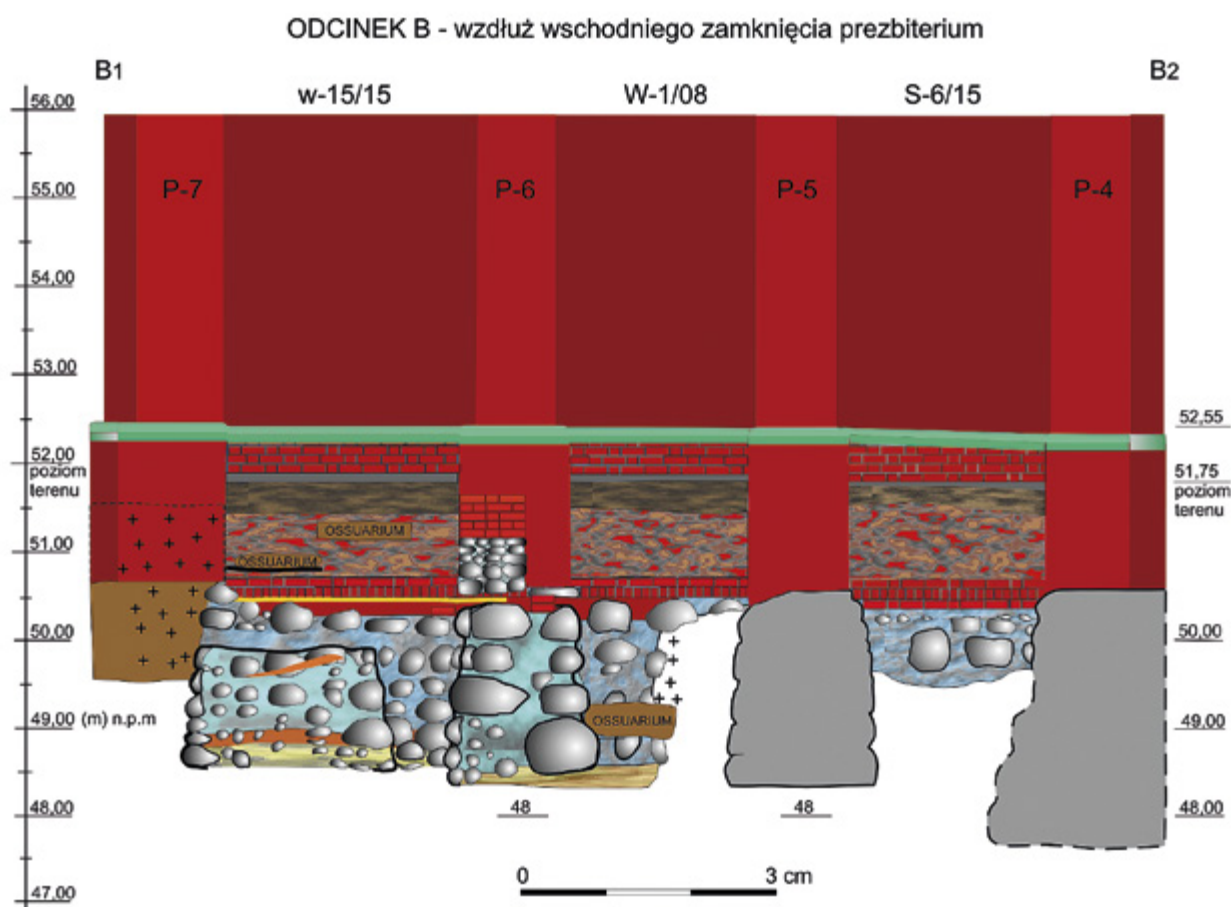 ODCINEK B - wzdłuż wschodniego zamknięcia prezbiterium
B1
B2
w-15/15
W-1/08
S-6/15
56,00
P-7
P-6
P-5
P-4
55,00
54,00
53,00
52,55
52,00
poziom
terenu
51,75
poziom
terenu
OSSUARIUM
51,00
OSSUARIUM
50,00
50,00
49,00 (m) n.p.m
OSSUARIUM
49,00
48,00
48
48
48,00
0
3 cm
47,00